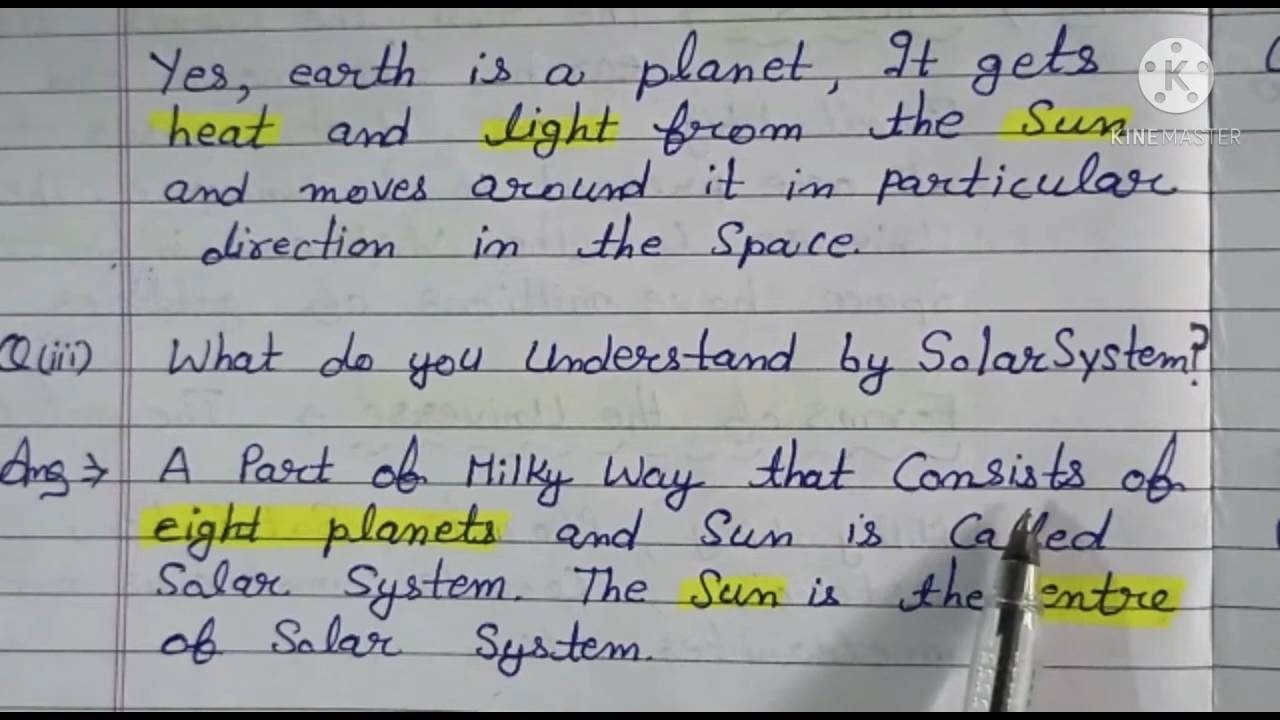 Yes, earth is a planet, It gets
heat and light from the Sun
and moves around it in particular
direction in the Space.
Q(iii) What do you Understand by Solar System?
Ans⇒ A Part of Milky Way that Consists of
eight planets and Sun is Called
Solar System. The Sun is the entre
of Solar System.
KINEMASTER